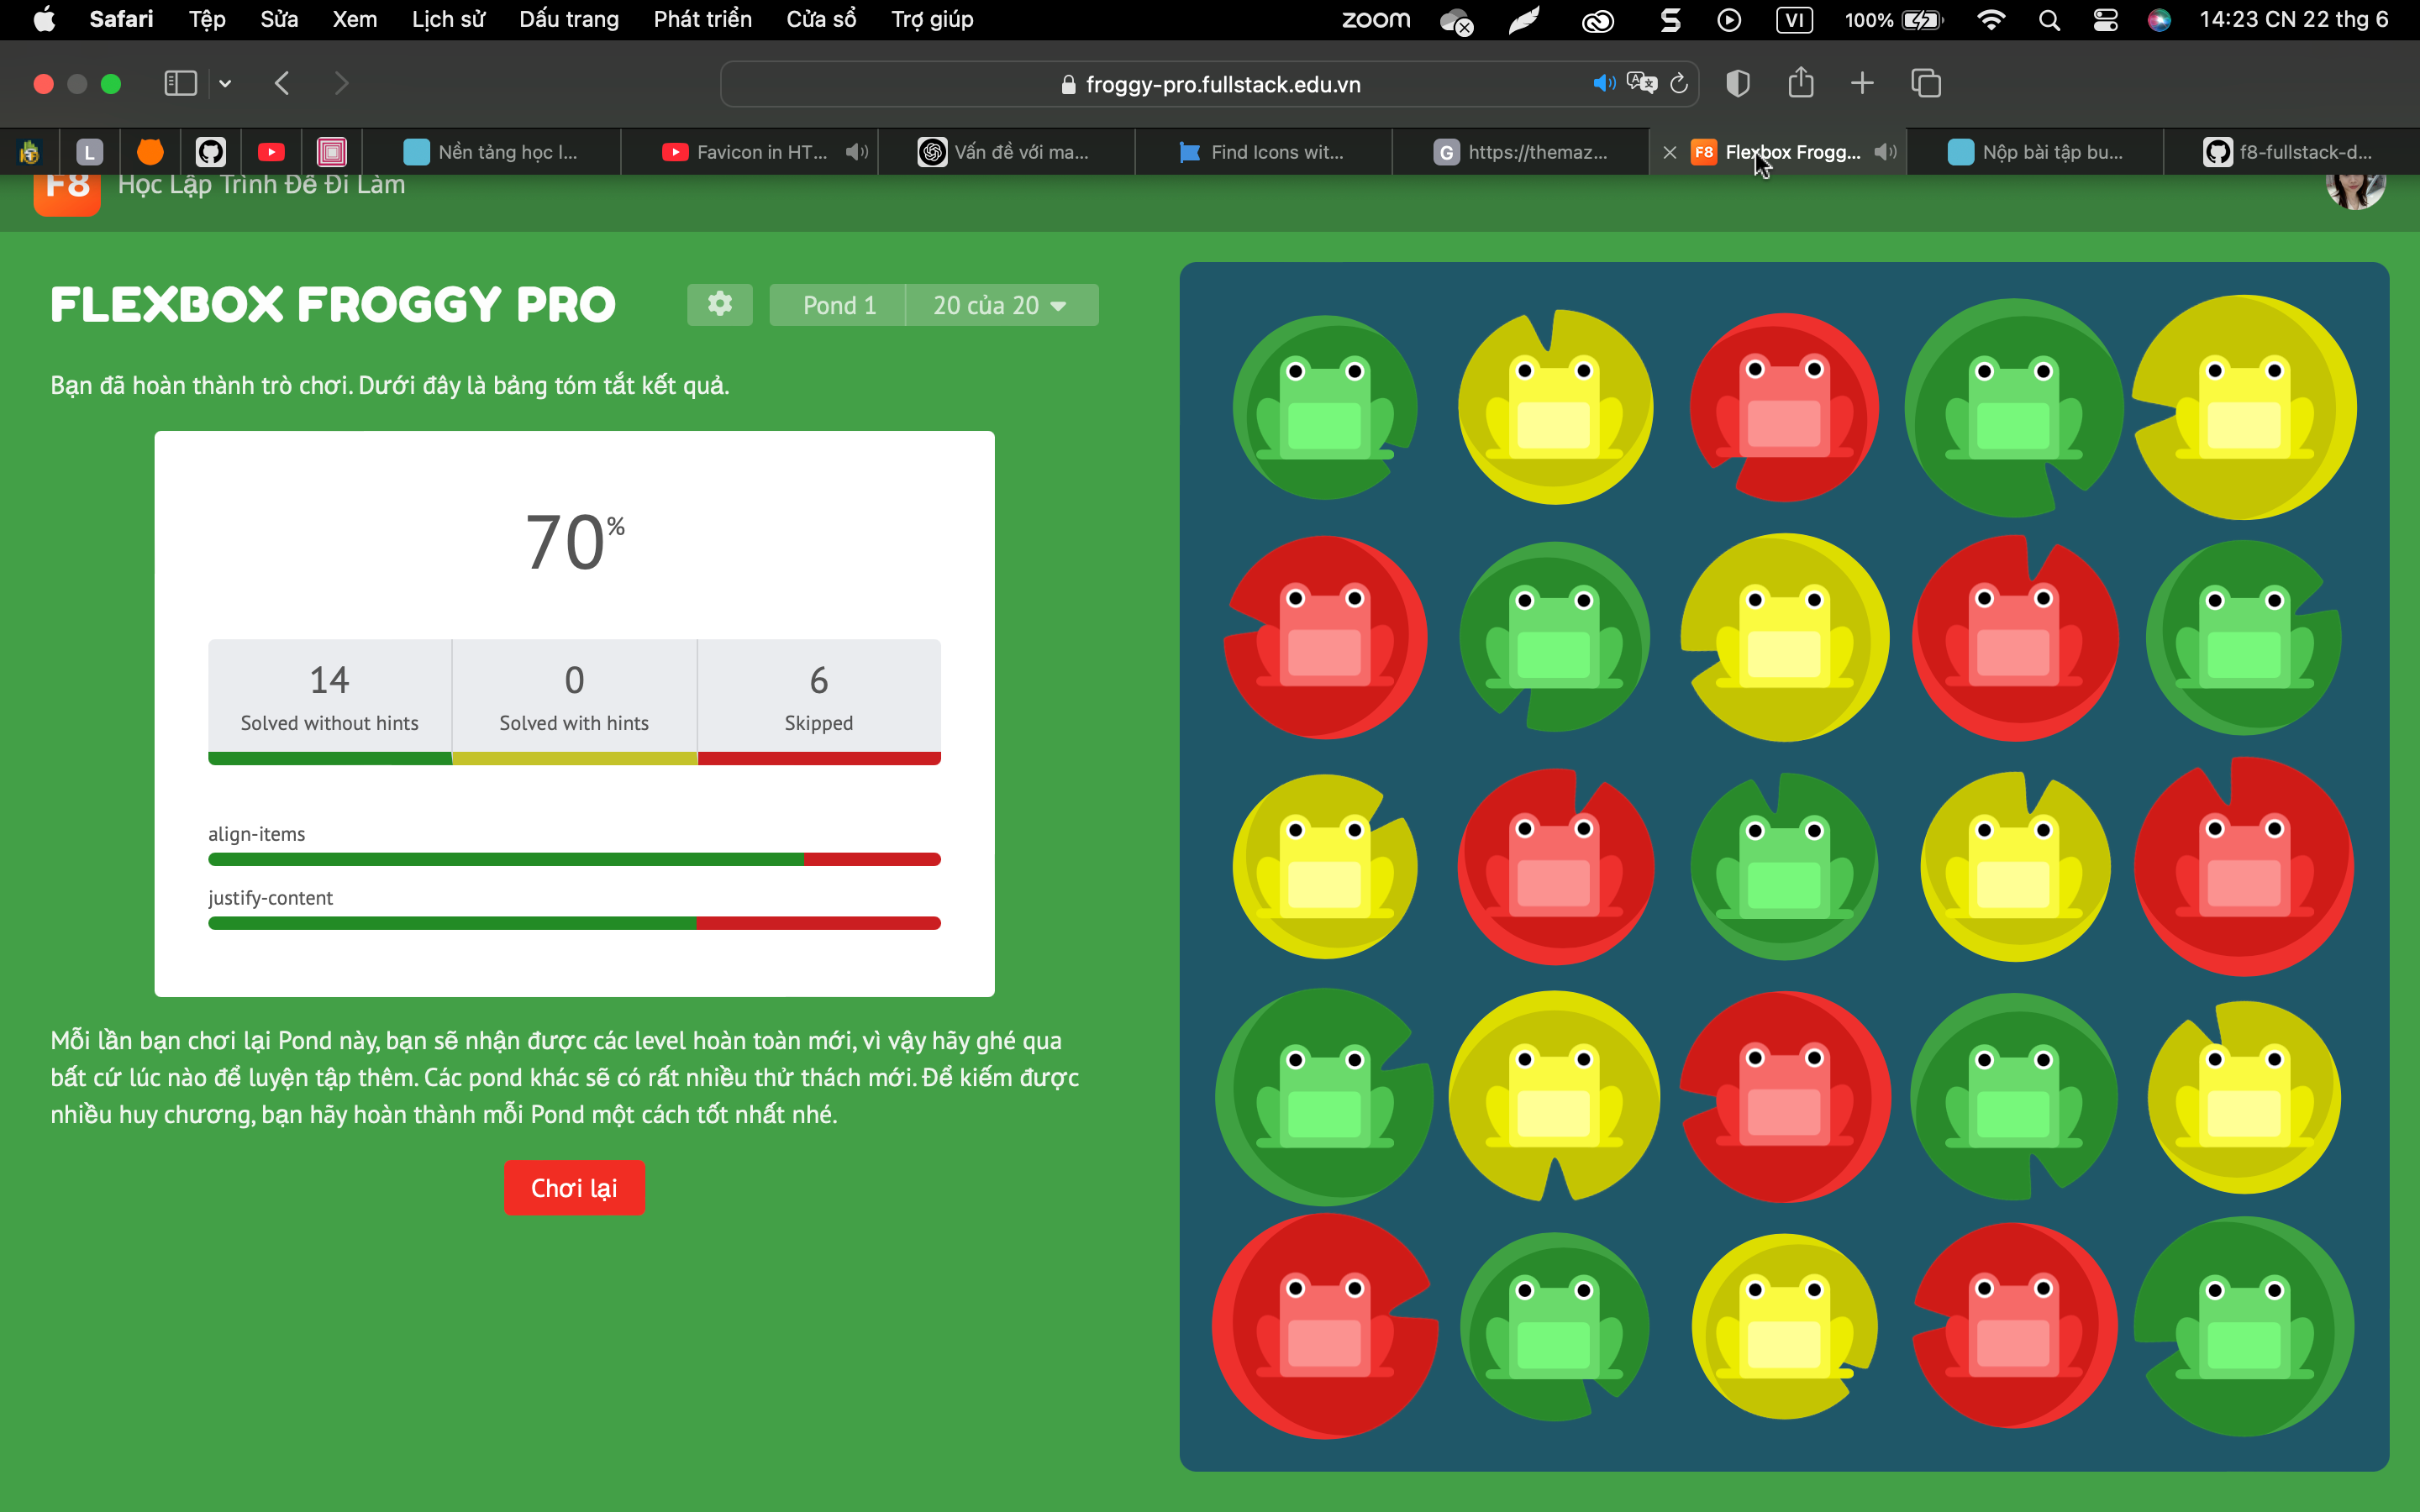 Safari Tệp Sửa Xem Lịch sử Dấu trang Phát triển Cửa sổ Trợ giúp zoom VI 100% 14:23 CN 22 thg 6
froggy-pro.fullstack.edu.vn
L Nền tảng học l... Favicon in HT... Vấn đề với ma... Find Icons wit... G https://themaz... F8 Flexbox Frogg... Nộp bài tập bu... f8-fullstack-d...
F8 Học Lập Trình Để Đi Làm
FLEXBOX FROGGY PRO Pond 1 20 của 20
Bạn đã hoàn thành trò chơi. Dưới đây là bảng tóm tắt kết quả.
70%
14 0 6
Solved without hints Solved with hints Skipped
align-items
justify-content
Mỗi lần bạn chơi lại Pond này, bạn sẽ nhận được các level hoàn toàn mới, vì vậy hãy ghé qua
bất cứ lúc nào để luyện tập thêm. Các pond khác sẽ có rất nhiều thử thách mới. Để kiếm được
nhiều huy chương, bạn hãy hoàn thành mỗi Pond một cách tốt nhất nhé.
Chơi lại